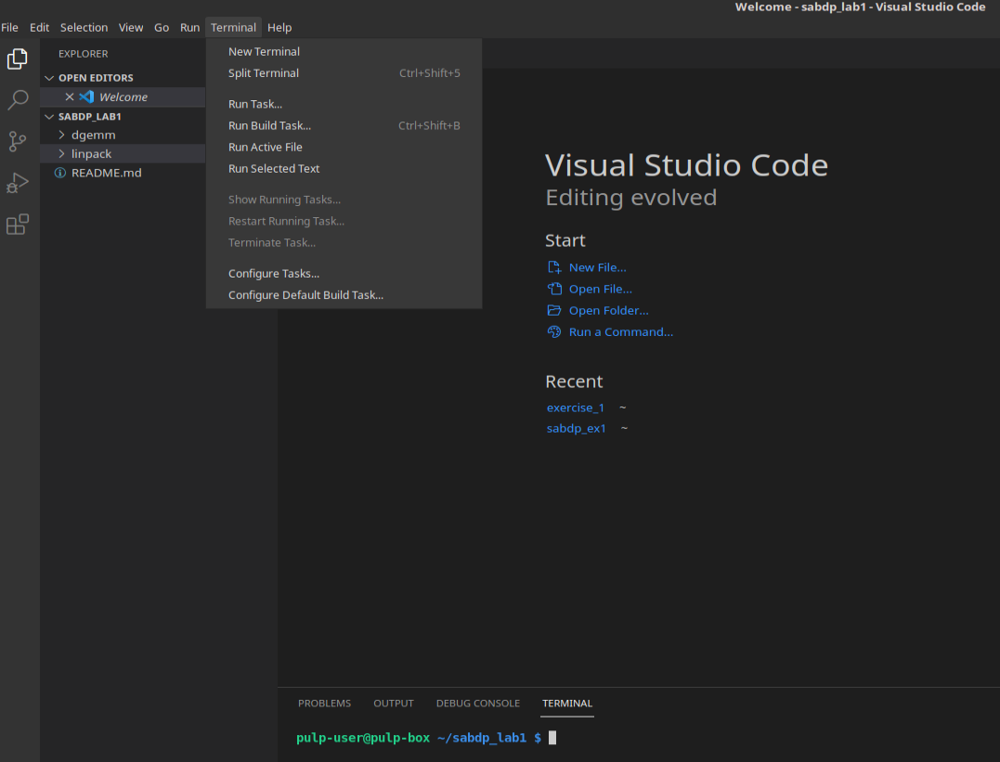 Welcome - sabdp_lab1 - Visual Studio Code
File Edit Selection View Go Run Terminal Help
EXPLORER
OPEN EDITORS
Welcome
SABDP_LAB1
dgemm
linpack
README.md
New Terminal
Split Terminal Ctrl+Shift+5
Run Task...
Run Build Task... Ctrl+Shift+B
Run Active File
Run Selected Text
Show Running Tasks...
Restart Running Task...
Terminate Task...
Configure Tasks...
Configure Default Build Task...
Visual Studio Code
Editing evolved
Start
New File...
Open File...
Open Folder...
Run a Command...
Recent
exercise_1 ~
sabdp_ex1 ~
PROBLEMS OUTPUT DEBUG CONSOLE TERMINAL
pulp-user@pulp-box ~/sabdp_lab1 $